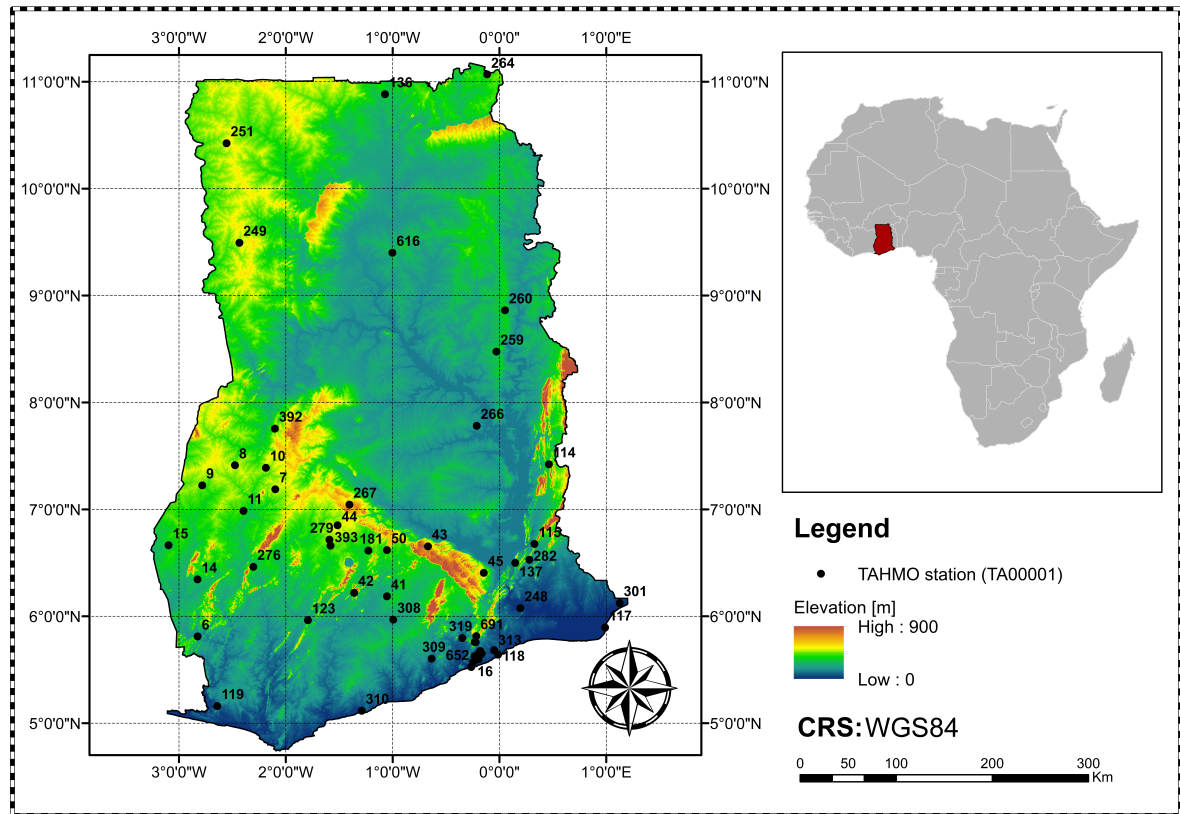 3°0'0"W 2°0'0"W 1°0'0"W 0°0'0" 1°0'0"E
264
11°0'0"N 136 11°0'0"N
251
10°0'0"N 10°0'0"N
249
616
9°0'0"N 260 9°0'0"N
259
8°0'0"N 8°0'0"N
392 266
8 10 114
9 7
11 267
7°0'0"N 7°0'0"N
44
15 279 393 181 50 43 115
276 45 282
14 137
42 41 248 301
6°0'0"N 123 308 117 6°0'0"N
6 319 691
309 652 313 118
16
119 310
5°0'0"N 5°0'0"N
3°0'0"W 2°0'0"W 1°0'0"W 0°0'0" 1°0'0"E
Legend
TAHMO station (TA00001)
Elevation [m]
High : 900
Low : 0
CRS:WGS84
0 50 100 200 300
Km